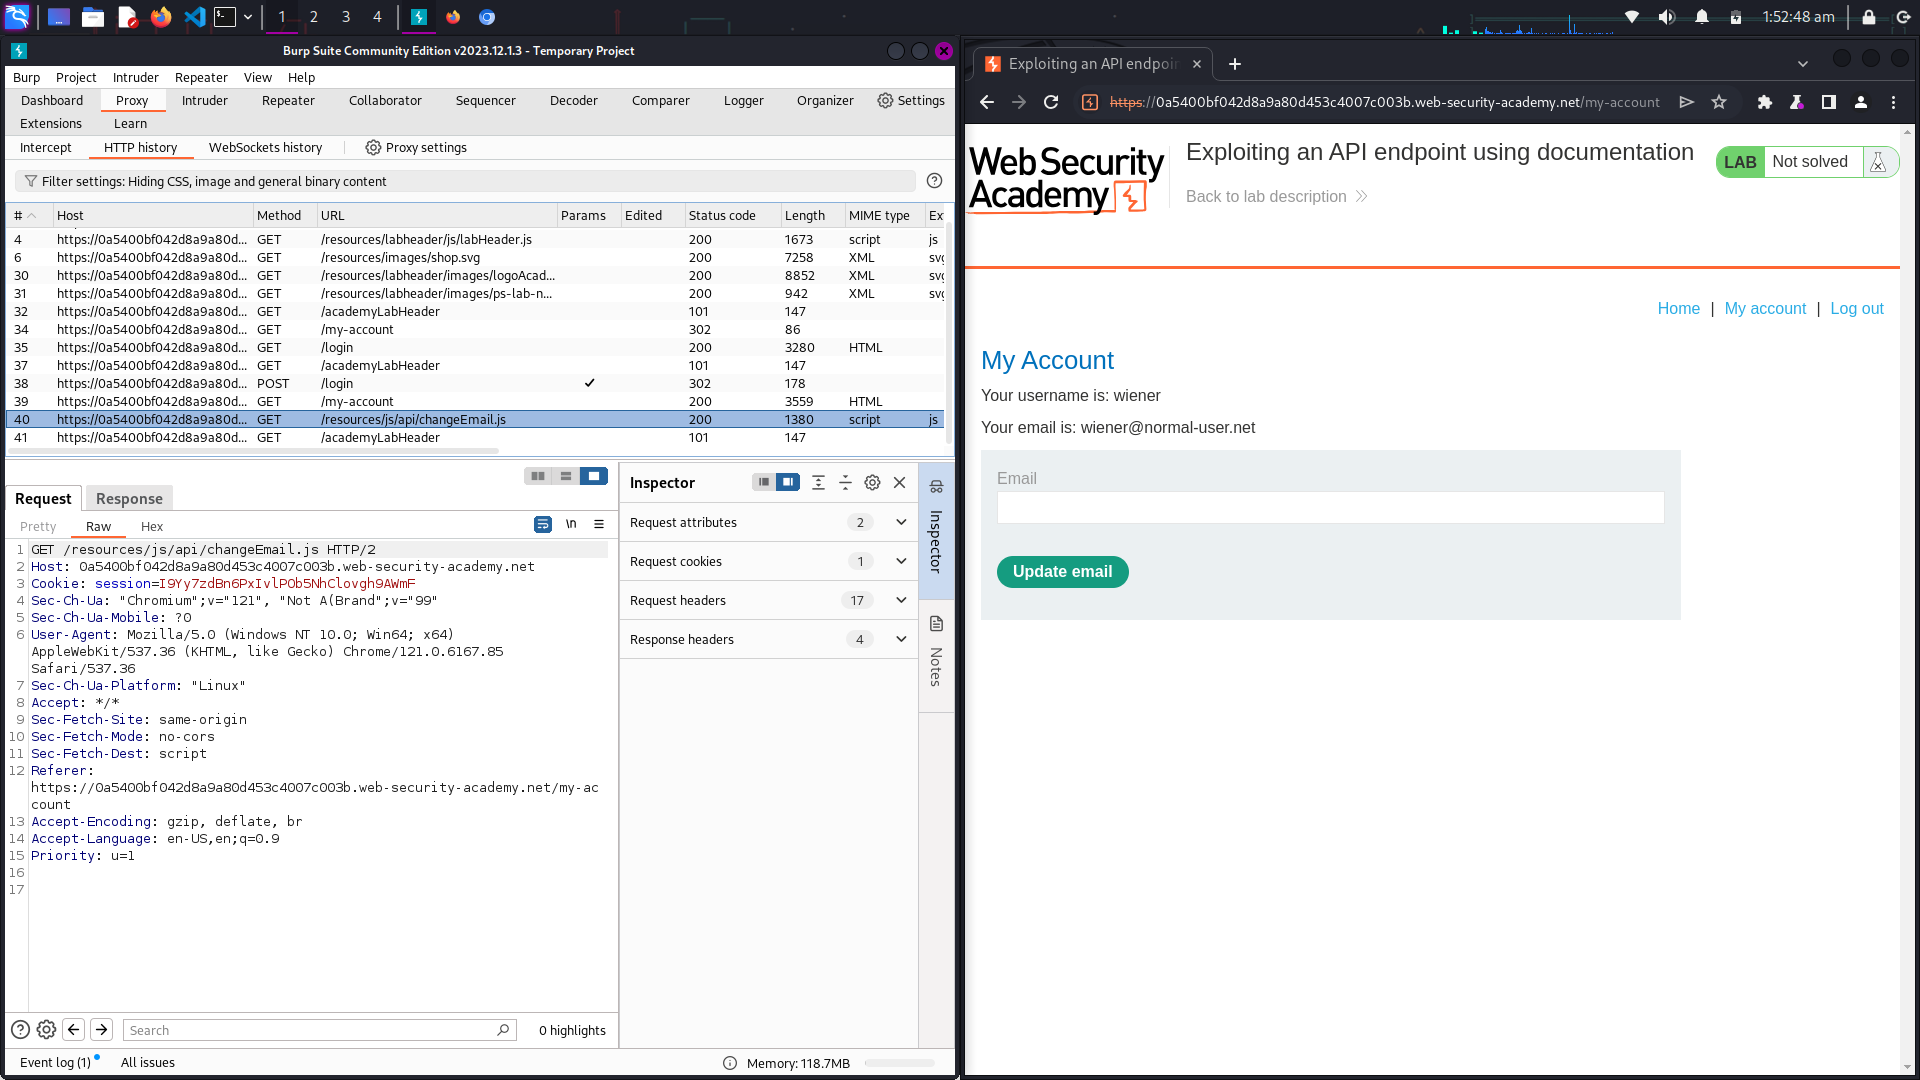 1
2
3
4
1:52:48 am
Burp Suite Community Edition v2023.12.1.3 - Temporary Project
Burp Project Intruder Repeater View Help
Dashboard Proxy Intruder Repeater Collaborator Sequencer Decoder Comparer Logger Organizer Settings
Extensions Learn
Intercept HTTP history WebSockets history Proxy settings
Filter settings: Hiding CSS, image and general binary content
# Host Method URL Params Edited Status code Length MIME type Ex
4 https://0a5400bf042d8a9a80d... GET /resources/labheader/js/labHeader.js 200 1673 script js
6 https://0a5400bf042d8a9a80d... GET /resources/images/shop.svg 200 7258 XML svg
30 https://0a5400bf042d8a9a80d... GET /resources/labheader/images/logoAcad... 200 8852 XML svg
31 https://0a5400bf042d8a9a80d... GET /resources/labheader/images/ps-lab-n... 200 942 XML svg
32 https://0a5400bf042d8a9a80d... GET /academyLabHeader 101 147
34 https://0a5400bf042d8a9a80d... GET /my-account 302 86
35 https://0a5400bf042d8a9a80d... GET /login 200 3280 HTML
37 https://0a5400bf042d8a9a80d... GET /academyLabHeader 101 147
38 https://0a5400bf042d8a9a80d... POST /login ✓ 302 178
39 https://0a5400bf042d8a9a80d... GET /my-account 200 3559 HTML
40 https://0a5400bf042d8a9a80d... GET /resources/js/api/changeEmail.js 200 1380 script js
41 https://0a5400bf042d8a9a80d... GET /academyLabHeader 101 147
Request Response
Pretty Raw Hex \n
1 GET /resources/js/api/changeEmail.js HTTP/2
2 Host: 0a5400bf042d8a9a80d453c4007c003b.web-security-academy.net
3 Cookie: session=I9Yy7zdBn6PxIvlPOb5NhClovgh9AWmF
4 Sec-Ch-Ua: "Chromium";v="121", "Not A(Brand";v="99"
5 Sec-Ch-Ua-Mobile: ?0
6 User-Agent: Mozilla/5.0 (Windows NT 10.0; Win64; x64)
AppleWebKit/537.36 (KHTML, like Gecko) Chrome/121.0.6167.85
Safari/537.36
7 Sec-Ch-Ua-Platform: "Linux"
8 Accept: */*
9 Sec-Fetch-Site: same-origin
10 Sec-Fetch-Mode: no-cors
11 Sec-Fetch-Dest: script
12 Referer:
https://0a5400bf042d8a9a80d453c4007c003b.web-security-academy.net/my-ac
count
13 Accept-Encoding: gzip, deflate, br
14 Accept-Language: en-US,en;q=0.9
15 Priority: u=1
16
17
Search
0 highlights
Event log (1) All issues
Memory: 118.7MB
Inspector
Request attributes 2
Request cookies 1
Request headers 17
Response headers 4
Inspector
Notes
Exploiting an API endpoin
https://0a5400bf042d8a9a80d453c4007c003b.web-security-academy.net/my-account
Web Security
Academy
Exploiting an API endpoint using documentation
Back to lab description
LAB Not solved
Home | My account | Log out
My Account
Your username is: wiener
Your email is: wiener@normal-user.net
Email
Update email